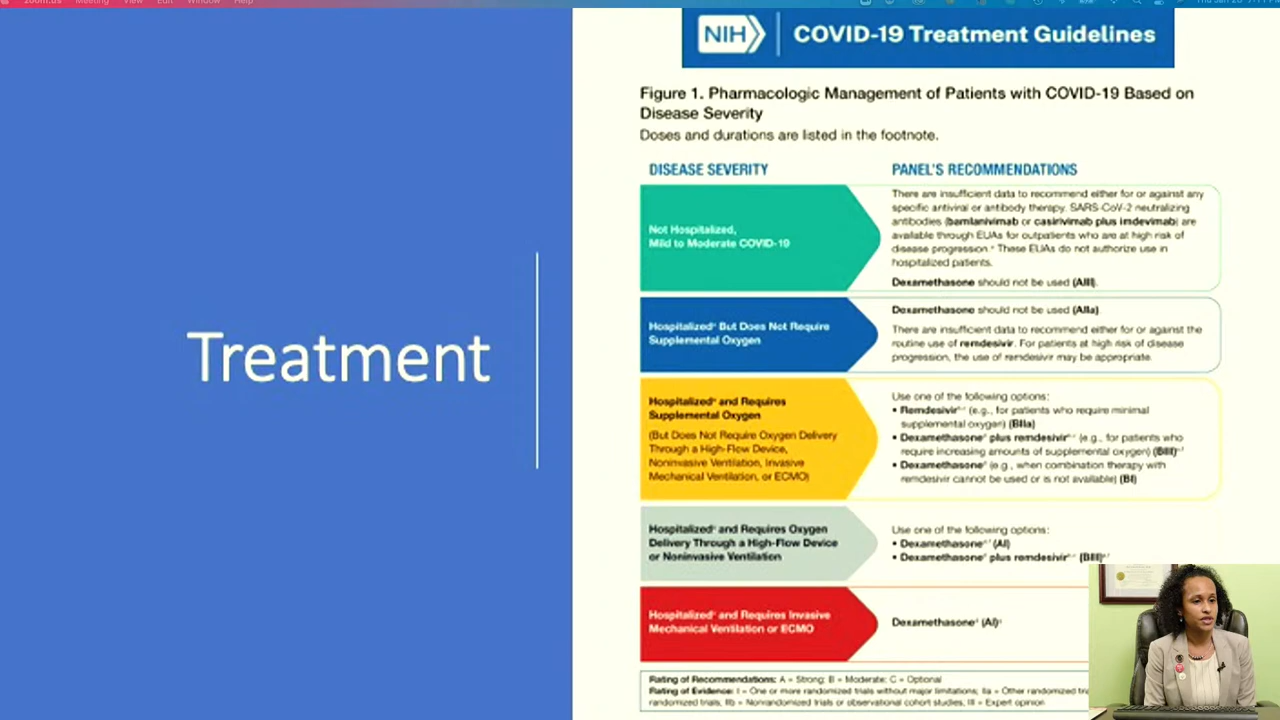 zoom.us Meeting View Edit Window Help
NIH COVID-19 Treatment Guidelines
Figure 1. Pharmacologic Management of Patients with COVID-19 Based on
Disease Severity
Doses and durations are listed in the footnote.
DISEASE SEVERITY PANEL'S RECOMMENDATIONS
Not Hospitalized,
Mild to Moderate COVID-19
There are insufficient data to recommend either for or against any
specific antiviral or antibody therapy. SARS-CoV-2 neutralizing
antibodies (bamlanivimab or casirivimab plus imdevimab) are
available through EUAs for outpatients who are at high risk of
disease progression. These EUAs do not authorize use in
hospitalized patients.
Dexamethasone should not be used (AIII).
Hospitalized But Does Not Require
Supplemental Oxygen
Dexamethasone should not be used (AIIa).
There are insufficient data to recommend either for or against the
routine use of remdesivir. For patients at high risk of disease
progression, the use of remdesivir may be appropriate.
Treatment
Hospitalized and Requires
Supplemental Oxygen
(But Does Not Require Oxygen Delivery
Through a High-Flow Device,
Noninvasive Ventilation, Invasive
Mechanical Ventilation, or ECMO)
Use one of the following options:
• Remdesivir (e.g., for patients who require minimal
supplemental oxygen) (BIIa)
• Dexamethasone plus remdesivir (e.g., for patients who
require increasing amounts of supplemental oxygen) (BIII)
• Dexamethasone (e.g., when combination therapy with
remdesivir cannot be used or is not available) (BI)
Hospitalized and Requires Oxygen
Delivery Through a High-Flow Device
or Noninvasive Ventilation
Use one of the following options:
• Dexamethasone (AI)
• Dexamethasone plus remdesivir (BIII)
Hospitalized and Requires Invasive
Mechanical Ventilation or ECMO
Dexamethasone (AI)
Rating of Recommendations: A = Strong; B = Moderate; C = Optional
Rating of Evidence: I = One or more randomized trials without major limitations; IIa = Other randomized
randomized trials; IIb = Nonrandomized trials or observational cohort studies; III = Expert opinion